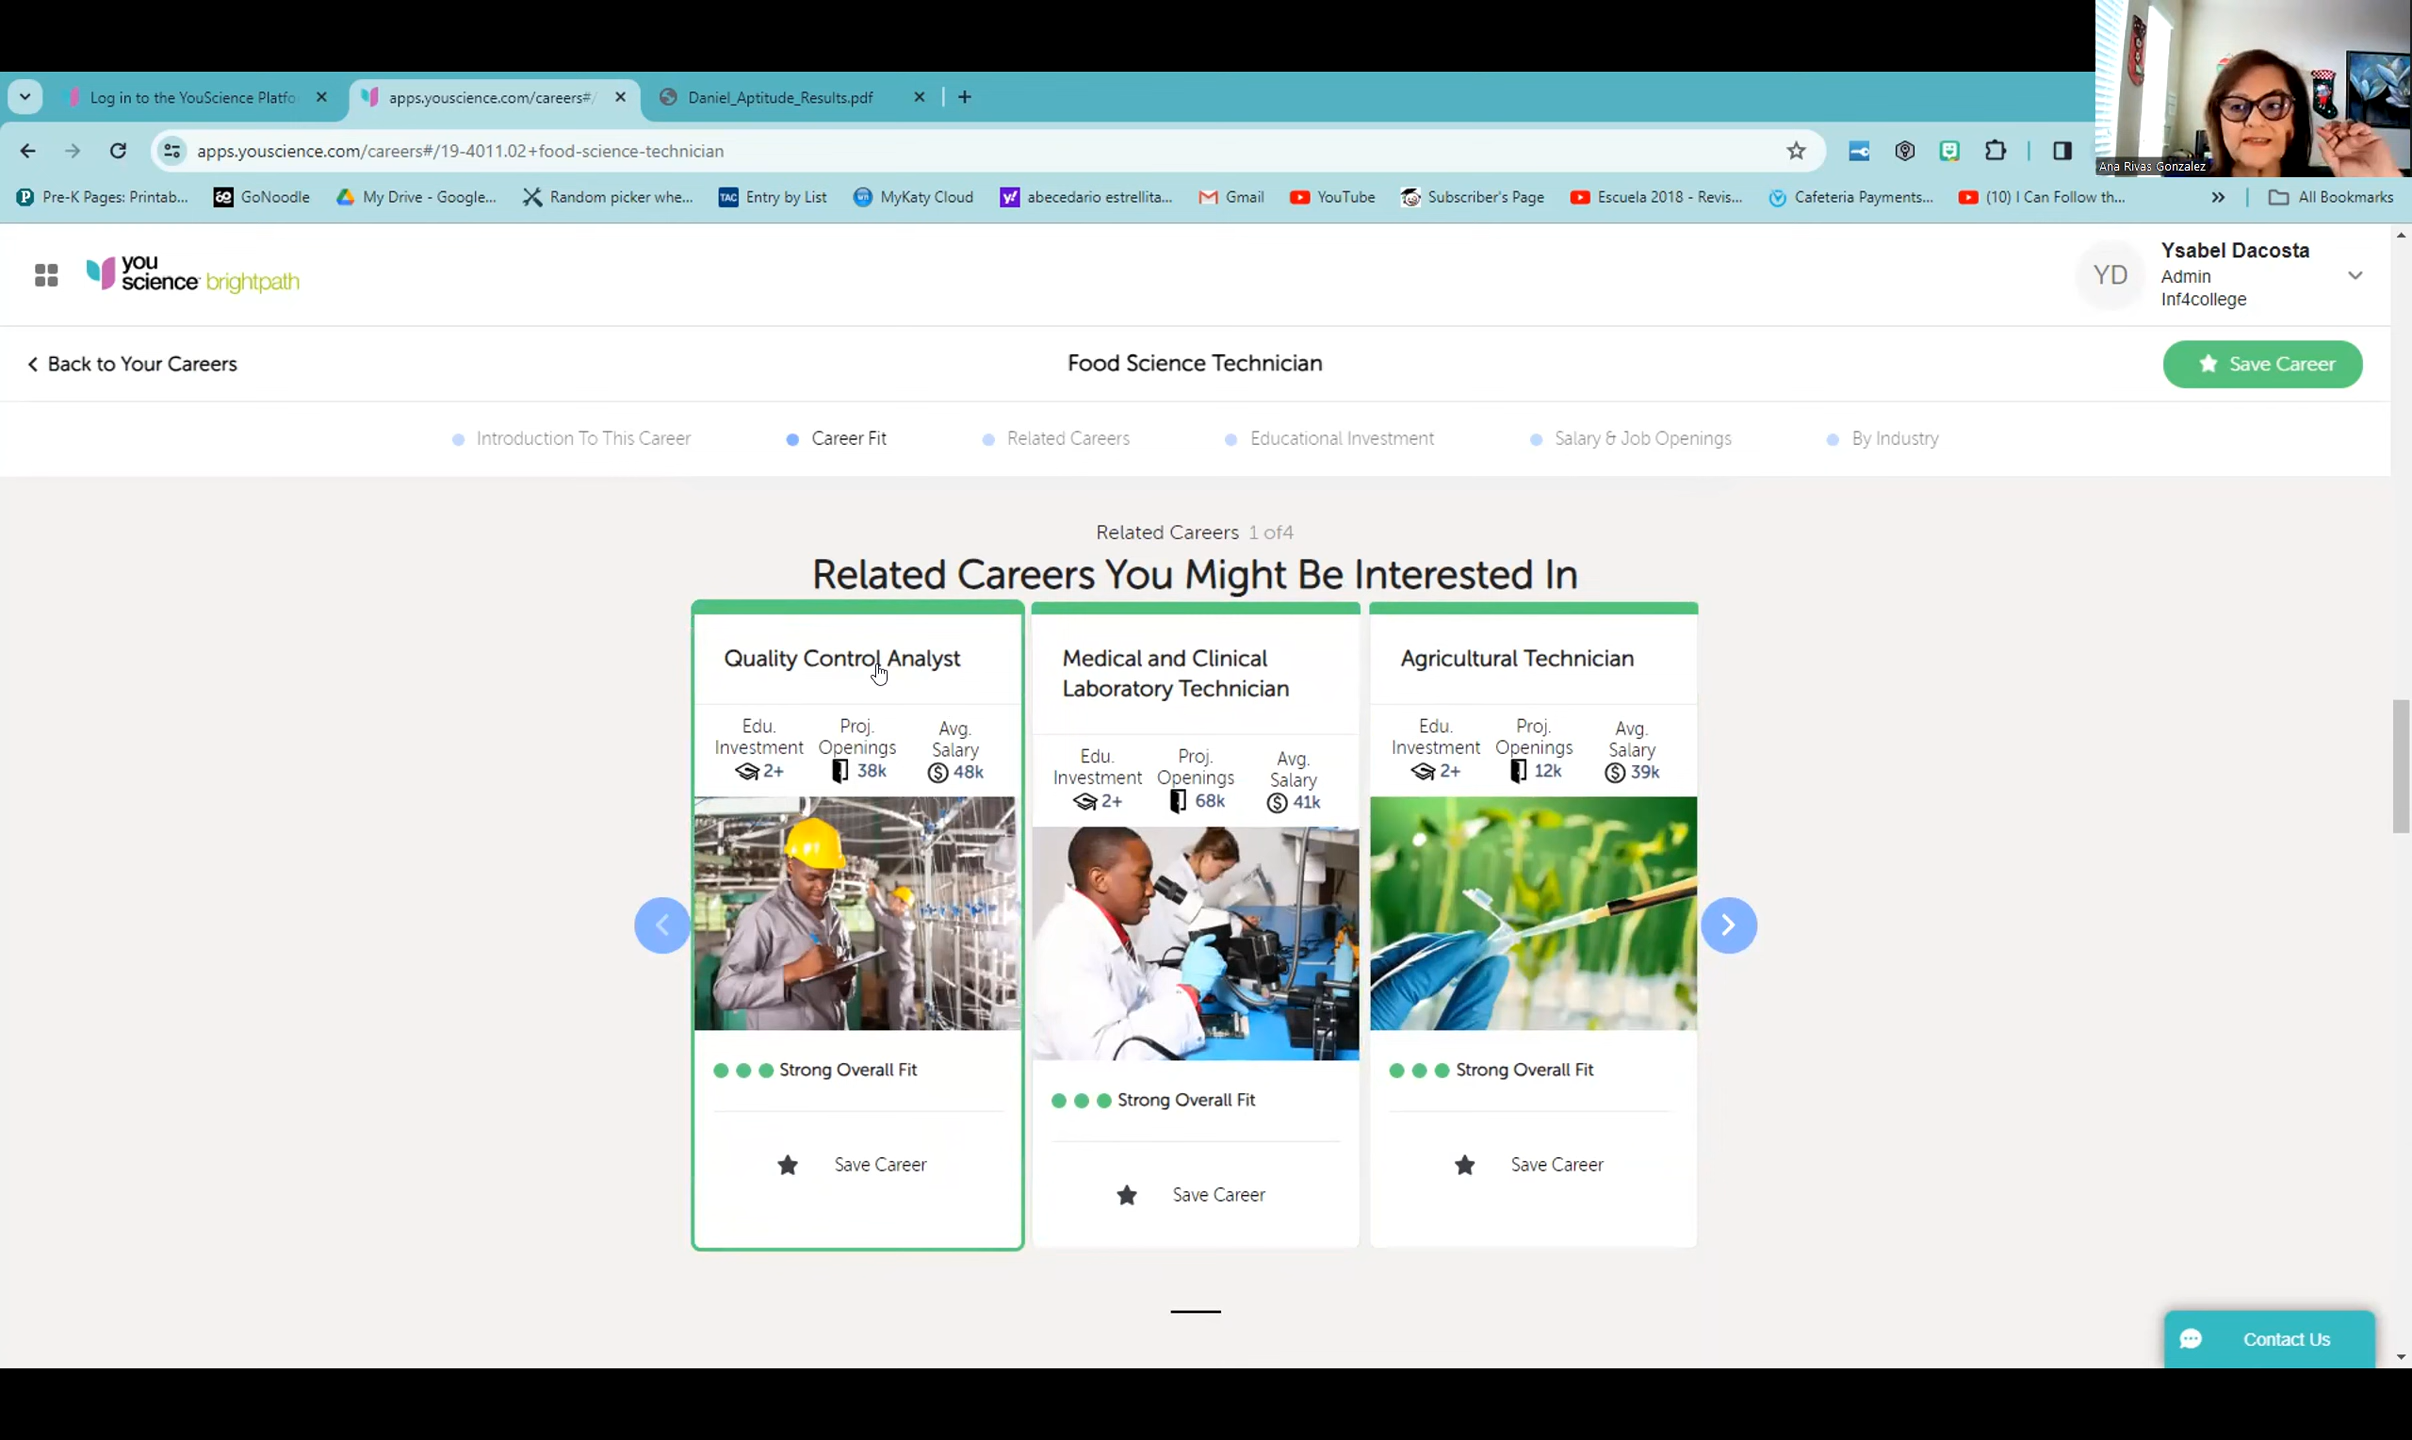 Log in to the YouScience Platfo
apps.youscience.com/careers#/
Daniel_Aptitude_Results.pdf
apps.youscience.com/careers#/19-4011.02+food-science-technician
Ana Rivas Gonzalez
Pre-K Pages: Printab...
GoNoodle
My Drive - Google...
Random picker whe...
TAC
Entry by List
MyKaty Cloud
abecedario estrellita...
Gmail
YouTube
Subscriber's Page
Escuela 2018 - Revis...
Cafeteria Payments...
(10) I Can Follow th...
All Bookmarks
you
science brightpath
YD
Ysabel Dacosta
Admin
Inf4college
Back to Your Careers
Food Science Technician
Save Career
Introduction To This Career
Career Fit
Related Careers
Educational Investment
Salary & Job Openings
By Industry
Related Careers 1 of4
Related Careers You Might Be Interested In
Quality Control Analyst
Edu.
Investment
2+
Proj.
Openings
38k
Avg.
Salary
48k
Strong Overall Fit
Save Career
Medical and Clinical
Laboratory Technician
Edu.
Investment
2+
Proj.
Openings
68k
Avg.
Salary
41k
Strong Overall Fit
Save Career
Agricultural Technician
Edu.
Investment
2+
Proj.
Openings
12k
Avg.
Salary
39k
Strong Overall Fit
Save Career
Contact Us